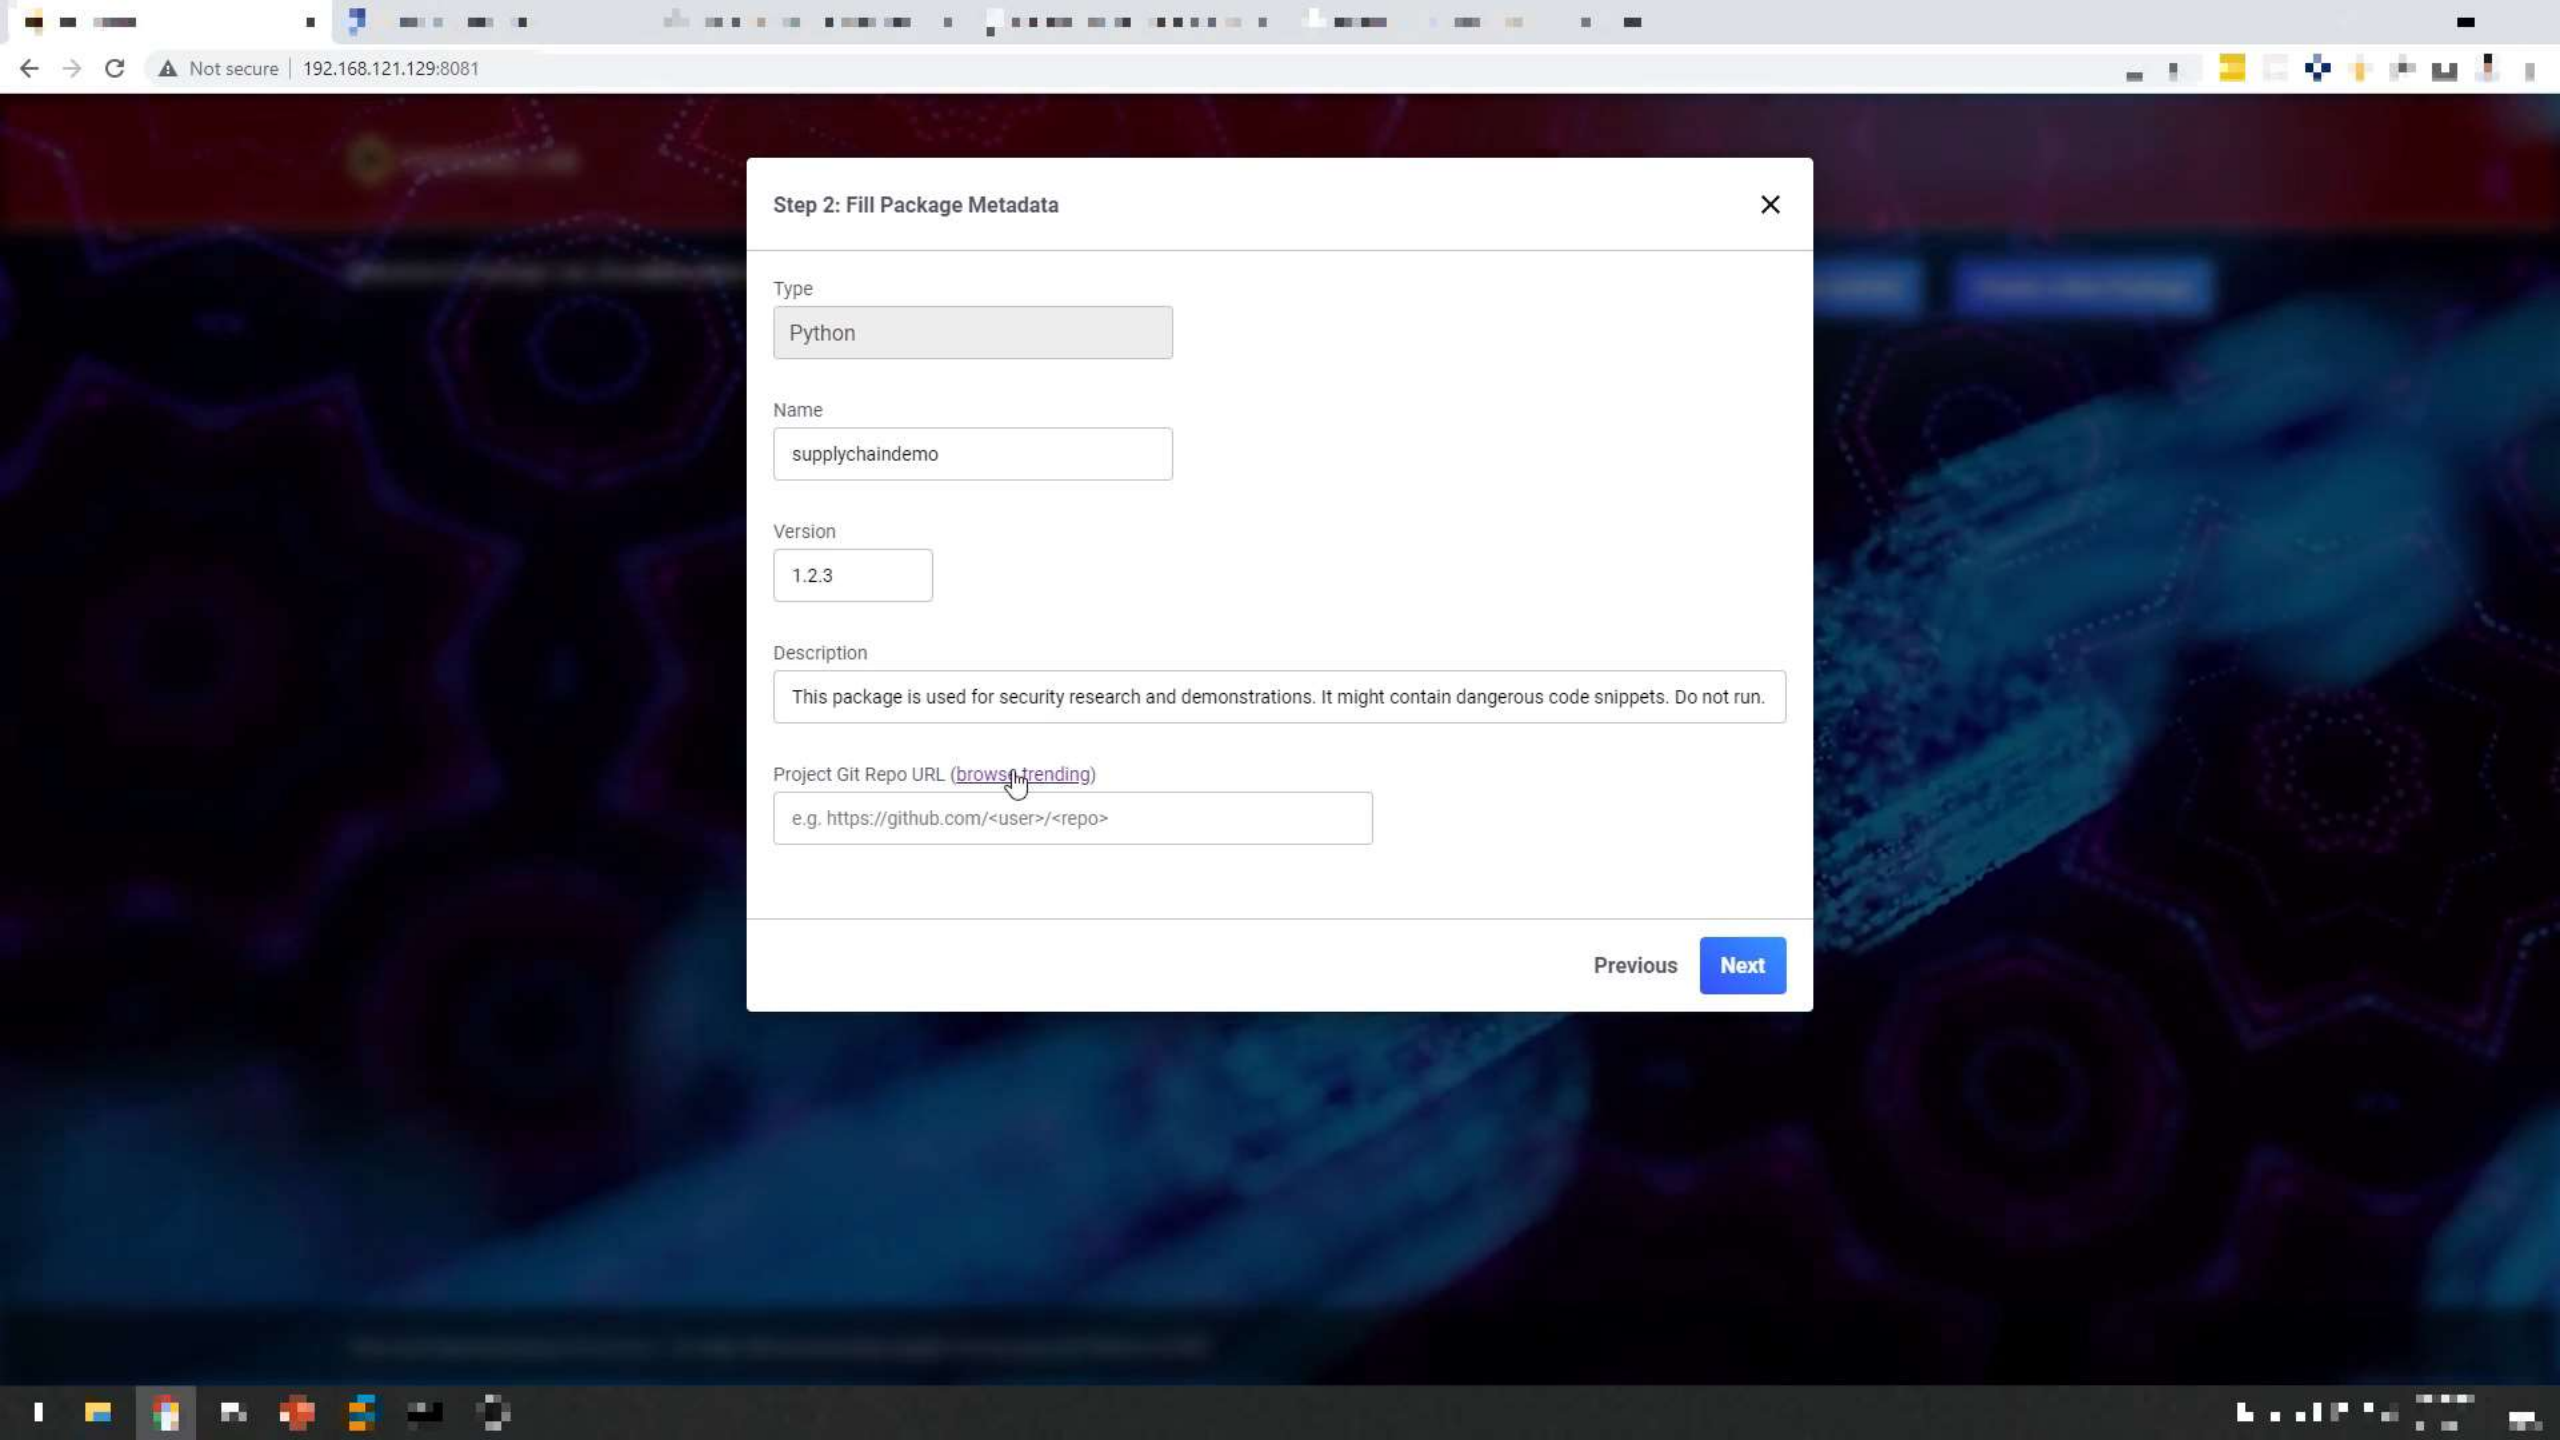 Not secure
192.168.121.129:8081
Step 2: Fill Package Metadata
Type
Python
Name
supplychaindemo
Version
1.2.3
Description
This package is used for security research and demonstrations. It might contain dangerous code snippets. Do not run.
Project Git Repo URL (browse trending)
e.g. https://github.com/<user>/<repo>
Previous
Next